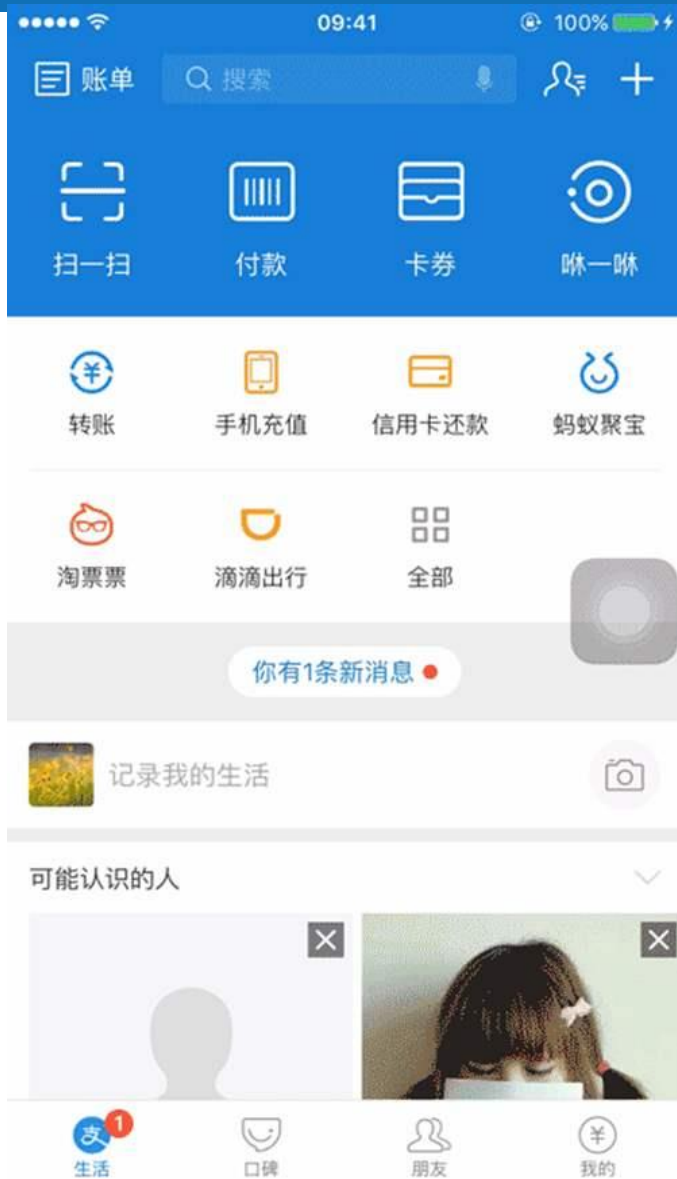 09:41 100%
账单 搜索
扫一扫 付款 卡券 咻一咻
转账 手机充值 信用卡还款 蚂蚁聚宝
淘票票 滴滴出行 全部
你有1条新消息
记录我的生活
可能认识的人
支 1
生活 口碑 朋友 我的